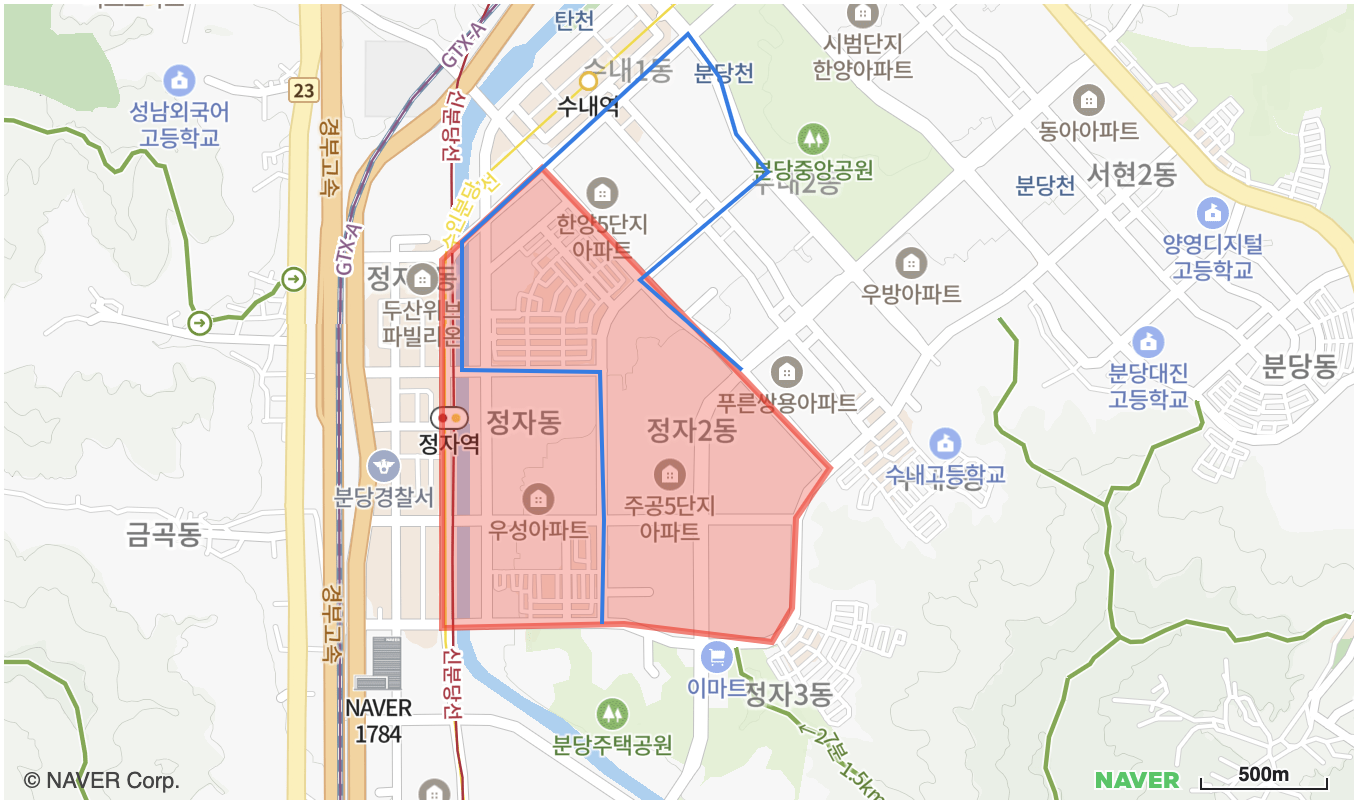 탄천
시범단지
한양아파트
GTX-A
수내1동
분당천
23
성남외국어
고등학교
수내역
동아아파트
경부고속
신분당선
분당중앙공원
서현2동
분당천
수인분당선
한양5단지
아파트
양영디지털
고등학교
GTX-A
정자
동
우방아파트
두산위브
파빌리온
분당대진
고등학교
분당동
푸른쌍용아파트
정자동
정자2동
정자역
수내고등학교
분당경찰서
주공5단지
아파트
우성아파트
금곡동
경부고속
신분당선
이마트
정자3동
NAVER
1784
분당주택공원
27분·1.5km
© NAVER Corp.
NAVER
500m